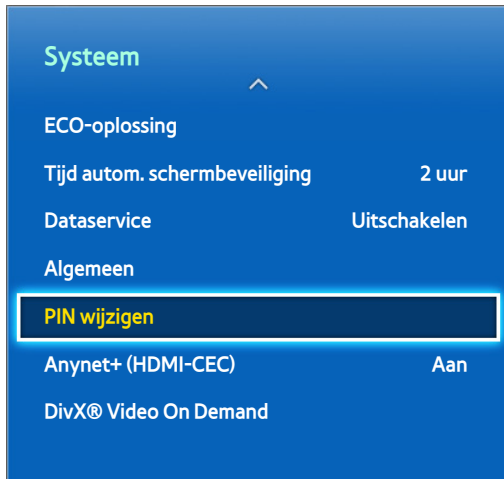 Systeem
ECO-oplossing
Tijd autom. schermbeveiliging 2 uur
Dataservice Uitschakelen
Algemeen
PIN wijzigen
Anynet+ (HDMI-CEC) Aan
DivX® Video On Demand